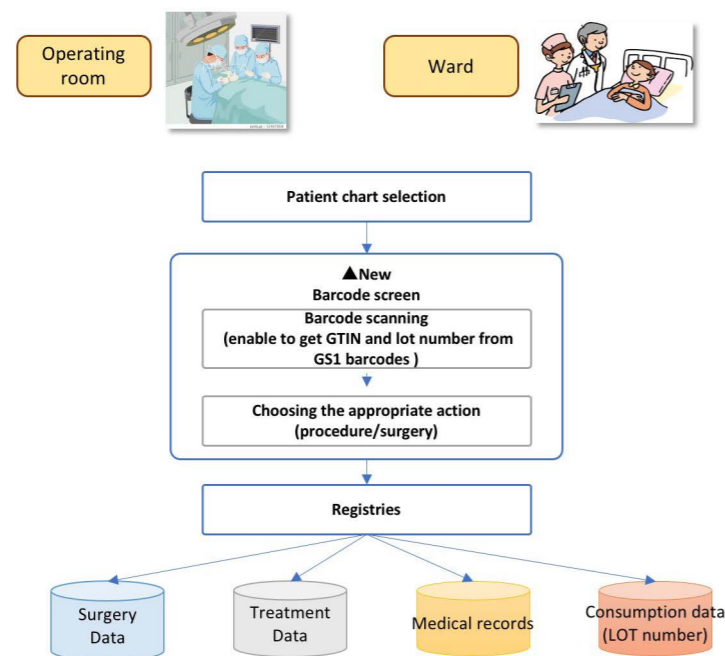 Operating
room
Ward
Patient chart selection
▲New
Barcode screen
Barcode scanning
(enable to get GTIN and lot number from
GS1 barcodes )
Choosing the appropriate action
(procedure/surgery)
Registries
Surgery
Data
Treatment
Data
Medical records
Consumption data
(LOT number)